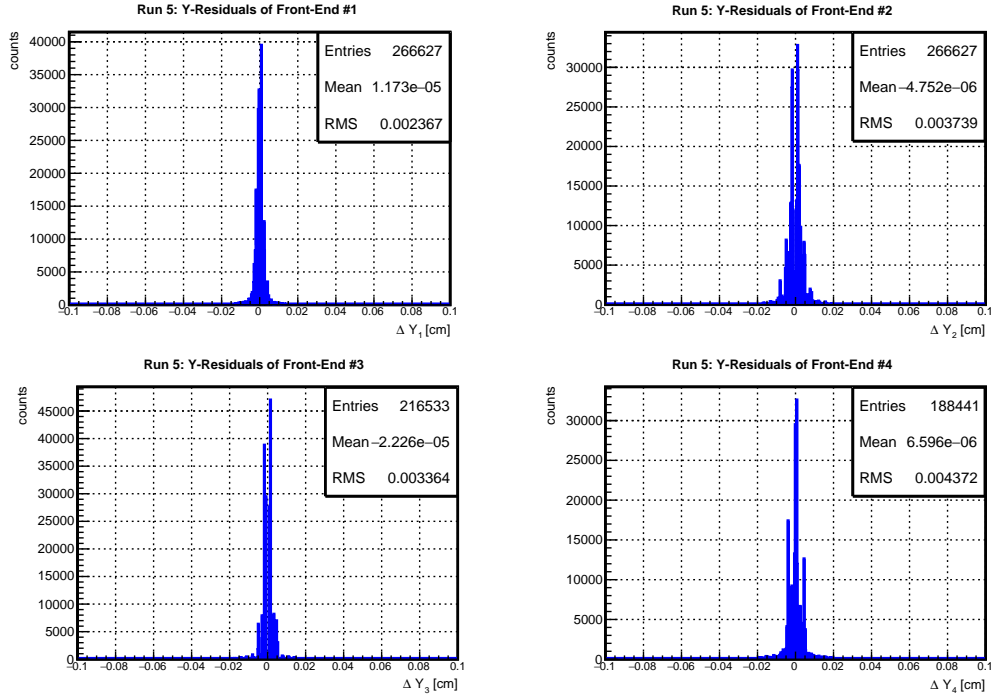 Run 5: Y-Residuals of Front-End #1
counts
Entries 266627
Mean 1.173e−05
RMS 0.002367
40000
35000
30000
25000
20000
15000
10000
5000
0
−0.1 −0.08 −0.06 −0.04 −0.02 0 0.02 0.04 0.06 0.08 0.1
Δ Y1 [cm]
Run 5: Y-Residuals of Front-End #2
counts
Entries 266627
Mean −4.752e−06
RMS 0.003739
30000
25000
20000
15000
10000
5000
0
−0.1 −0.08 −0.06 −0.04 −0.02 0 0.02 0.04 0.06 0.08 0.1
Δ Y2 [cm]
Run 5: Y-Residuals of Front-End #3
counts
Entries 216533
Mean −2.226e−05
RMS 0.003364
45000
40000
35000
30000
25000
20000
15000
10000
5000
0
−0.1 −0.08 −0.06 −0.04 −0.02 0 0.02 0.04 0.06 0.08 0.1
Δ Y3 [cm]
Run 5: Y-Residuals of Front-End #4
counts
Entries 188441
Mean 6.596e−06
RMS 0.004372
30000
25000
20000
15000
10000
5000
0
−0.1 −0.08 −0.06 −0.04 −0.02 0 0.02 0.04 0.06 0.08 0.1
Δ Y4 [cm]